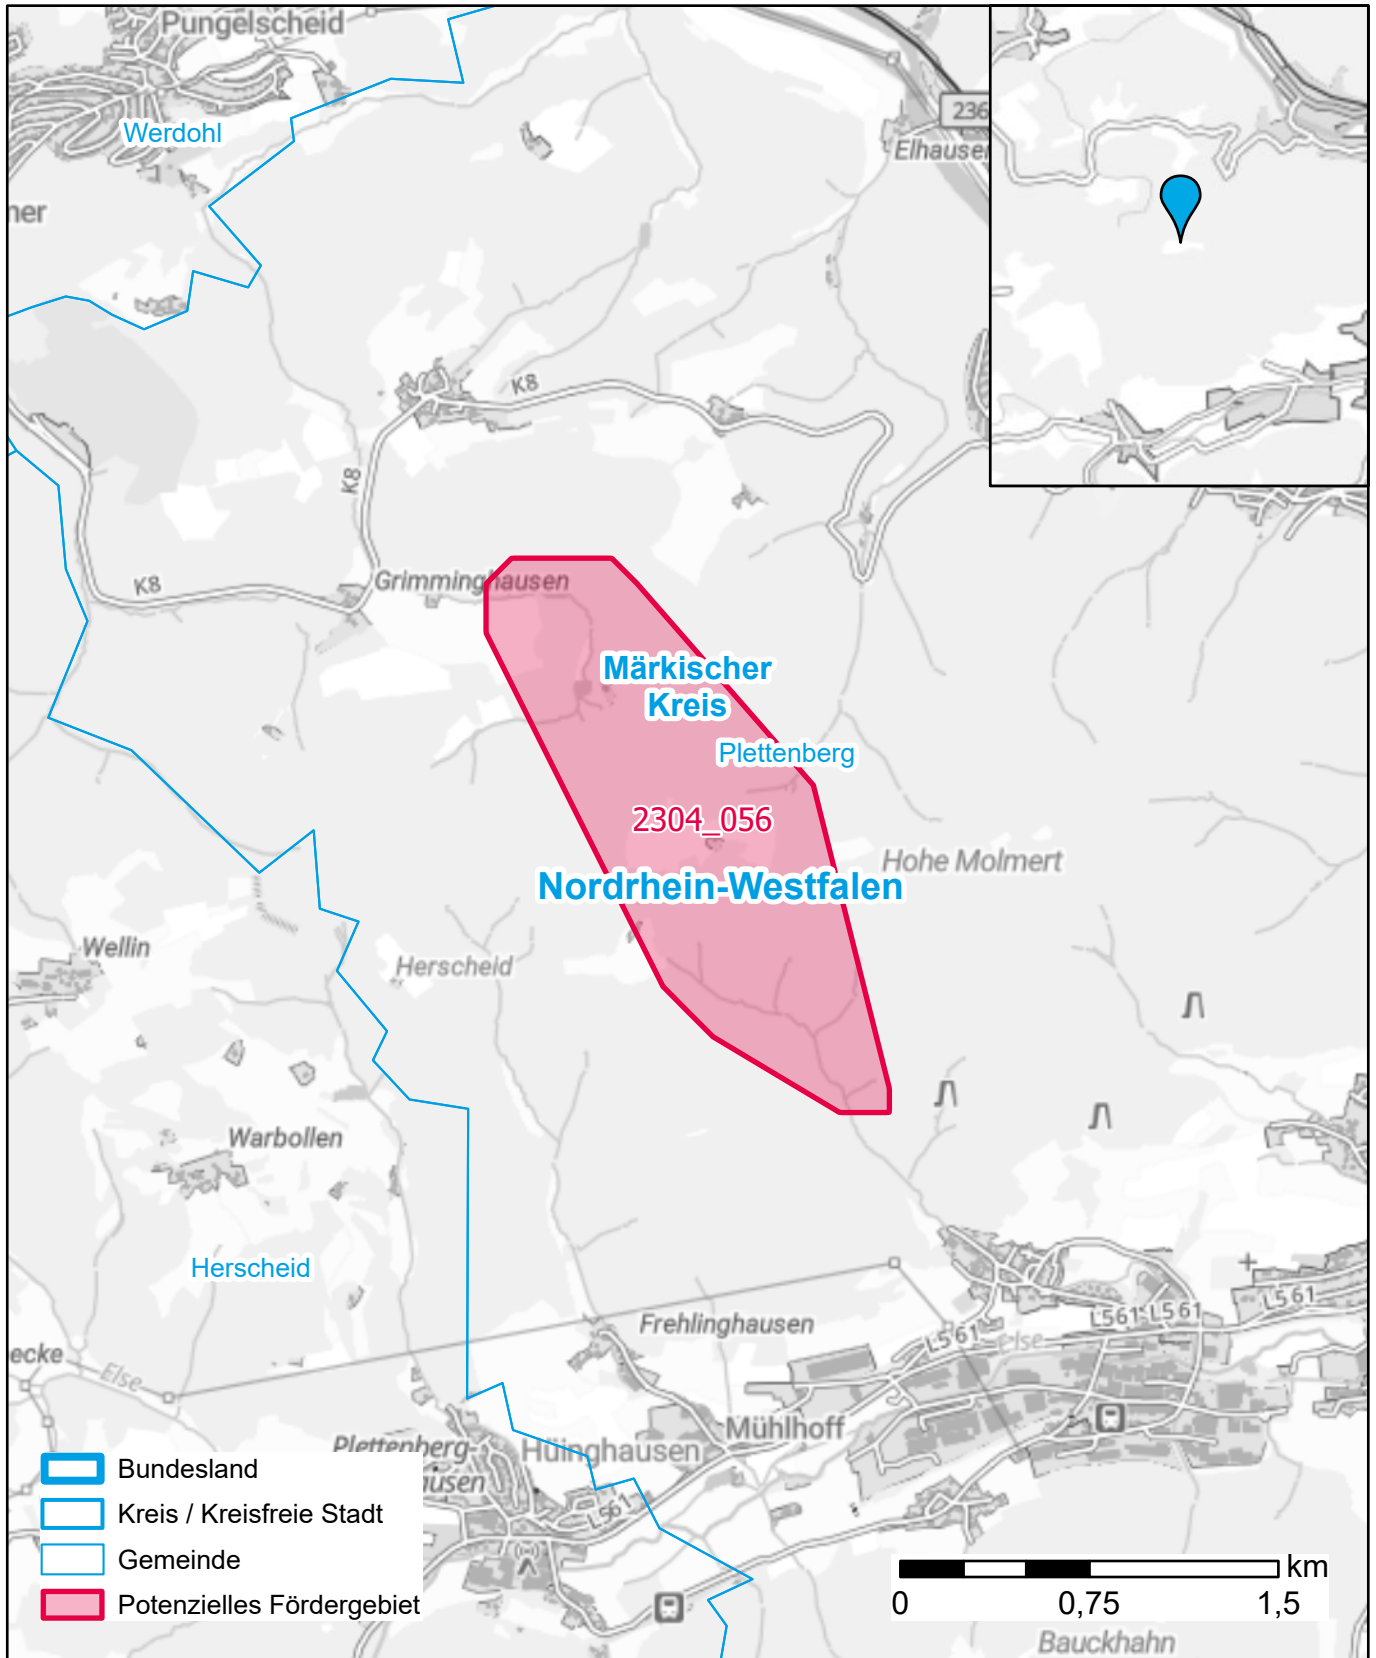 Pungelscheid
Werdohl
236
Elhausen
ner
K8
K8
K8
Grimminghausen
Märkischer
Kreis
Plettenberg
2304_056
Hohe Molmert
Nordrhein-Westfalen
Wellin
Herscheid
Warbollen
Herscheid
Frehlinghausen
L561
L561
L561
L561
Else
ecke
Else
Mühlhoff
Plettenberg-
Hüinghausen
ausen
L561
Bundesland
Kreis / Kreisfreie Stadt
Gemeinde
Potenzielles Fördergebiet
km
0
0,75
1,5
Bauckhahn